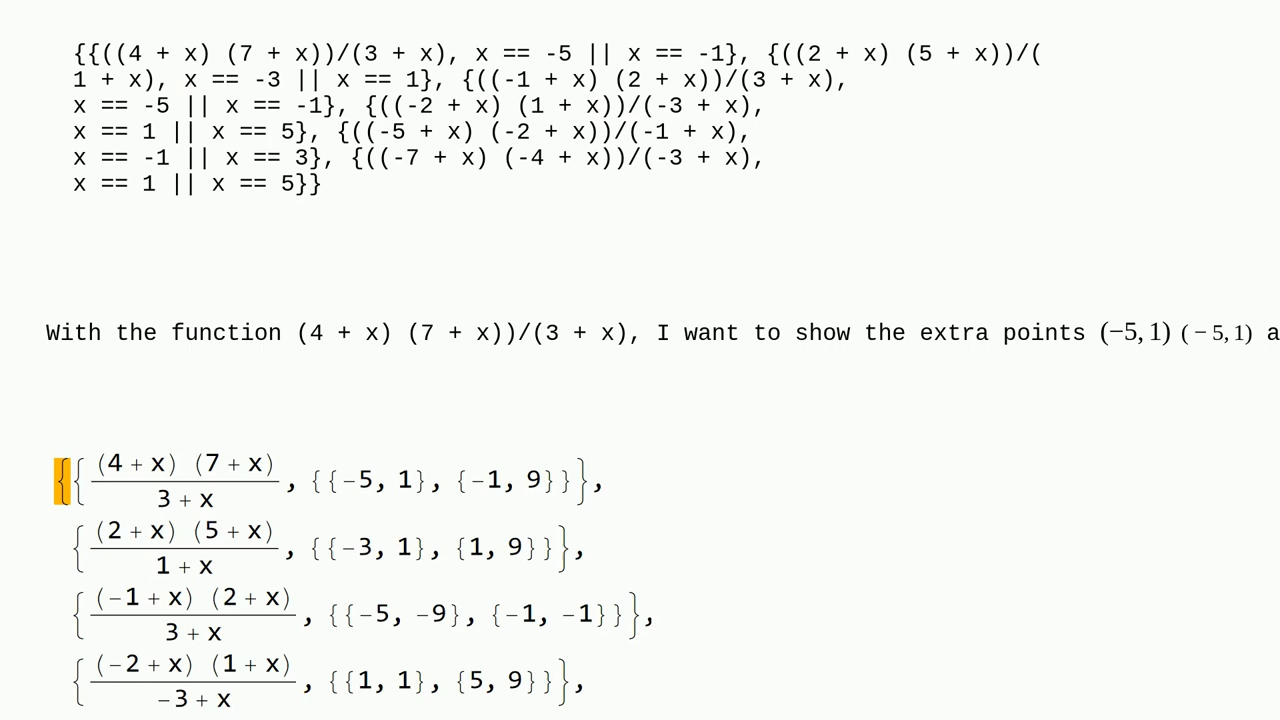 {{((4 + x) (7 + x))/(3 + x), x == -5 || x == -1}, {((2 + x) (5 + x))/(
1 + x), x == -3 || x == 1}, {((-1 + x) (2 + x))/(3 + x),
x == -5 || x == -1}, {((-2 + x) (1 + x))/(-3 + x),
x == 1 || x == 5}, {((-5 + x) (-2 + x))/(-1 + x),
x == -1 || x == 3}, {((-7 + x) (-4 + x))/(-3 + x),
x == 1 || x == 5}}
With the function (4 + x) (7 + x))/(3 + x), I want to show the extra points (−5, 1) (−5, 1) a
{{(4 + x) (7 + x)
3 + x
, {{-5, 1}, {-1, 9}}},
{(2 + x) (5 + x)
1 + x
, {{-3, 1}, {1, 9}}},
{(-1 + x) (2 + x)
3 + x
, {{-5, -9}, {-1, -1}}},
{(-2 + x) (1 + x)
-3 + x
, {{1, 1}, {5, 9}}},